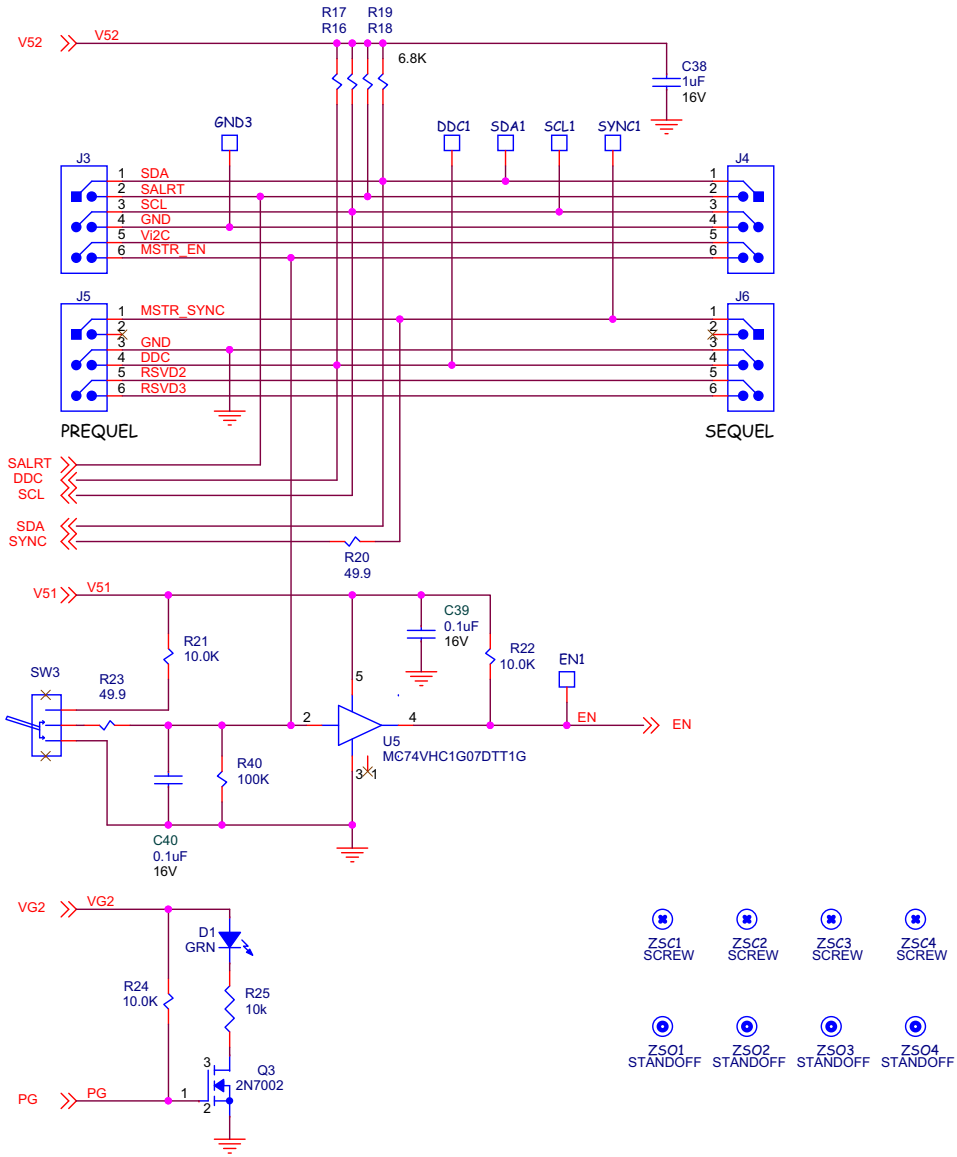 R17 R19
R16 R18
V52 V52
6.8K
C38
1uF
16V
GND3 DDC1 SDA1 SCL1 SYNC1
J3 J4
1 SDA 1
2 SALRT 2
3 SCL 3
4 GND 4
5 Vi2C 5
6 MSTR_EN 6
J5 J6
1 MSTR_SYNC 1
2 2
3 GND 3
4 DDC 4
5 RSVD2 5
6 RSVD3 6
PREQUEL SEQUEL
SALRT
DDC
SCL
SDA
SYNC
R20
49.9
V51 V51
C39
0.1uF
16V
R21
10.0K
R22
10.0K
EN1
SW3
R23
49.9
5
2 4
EN EN
U5
MC74VHC1G07DTT1G
3 1
R40
100K
C40
0.1uF
16V
VG2 VG2
D1
GRN
R24
10.0K
R25
10k
3
Q3
2N7002
1
2
PG PG
ZSC1 ZSC2 ZSC3 ZSC4
SCREW SCREW SCREW SCREW
ZSO1 ZSO2 ZSO3 ZSO4
STANDOFF STANDOFF STANDOFF STANDOFF